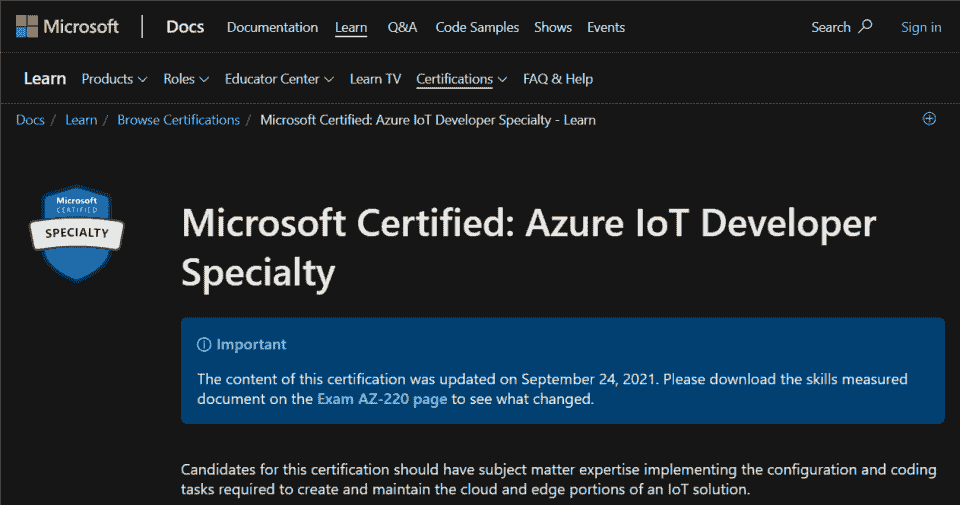 Microsoft | Docs Documentation Learn Q&A Code Samples Shows Events Search Sign in
Learn Products Roles Educator Center Learn TV Certifications FAQ & Help
Docs / Learn / Browse Certifications / Microsoft Certified: Azure IoT Developer Specialty - Learn
Microsoft
CERTIFIED
SPECIALTY
Microsoft Certified: Azure IoT Developer
Specialty
Important
The content of this certification was updated on September 24, 2021. Please download the skills measured
document on the Exam AZ-220 page to see what changed.
Candidates for this certification should have subject matter expertise implementing the configuration and coding
tasks required to create and maintain the cloud and edge portions of an IoT solution.